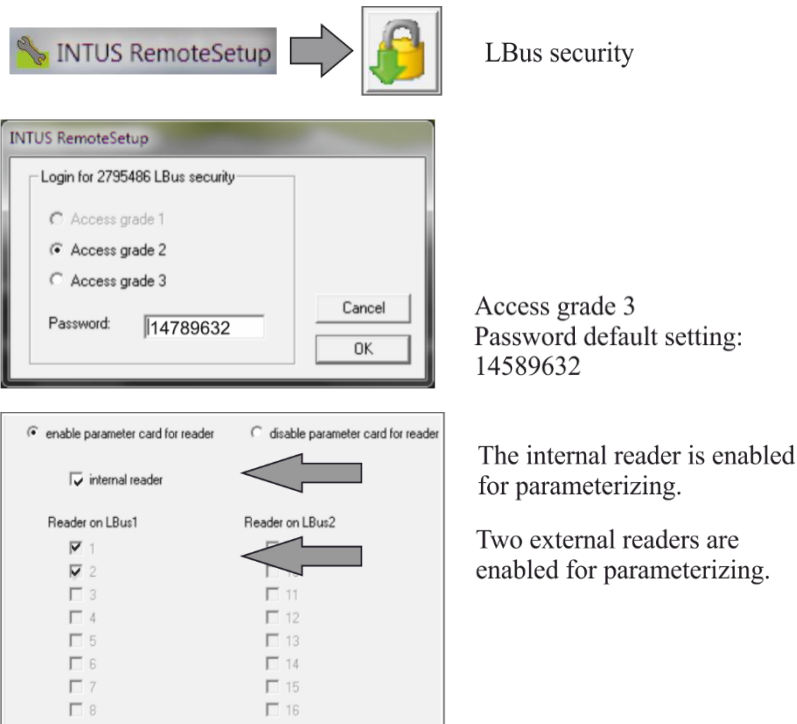 INTUS RemoteSetup
LBus security
INTUS RemoteSetup
Login for 2795486 LBus security
Access grade 1
Access grade 2
Access grade 3
Password: 14789632
Cancel
OK
Access grade 3
Password default setting:
14589632
enable parameter card for reader disable parameter card for reader
internal reader
Reader on LBus1 Reader on LBus2
1
2
3 11
4 12
5 13
6 14
7 15
8 16
The internal reader is enabled
for parameterizing.
Two external readers are
enabled for parameterizing.